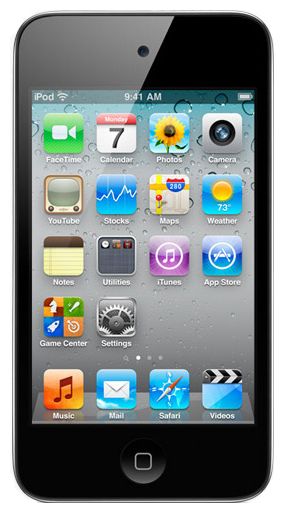 iPod 9:41 AM
Monday
7
FaceTime Calendar Photos Camera
280
73°
YouTube Stocks Maps Weather
Notes Utilities iTunes App Store
Game Center Settings
Music Mail Safari Videos